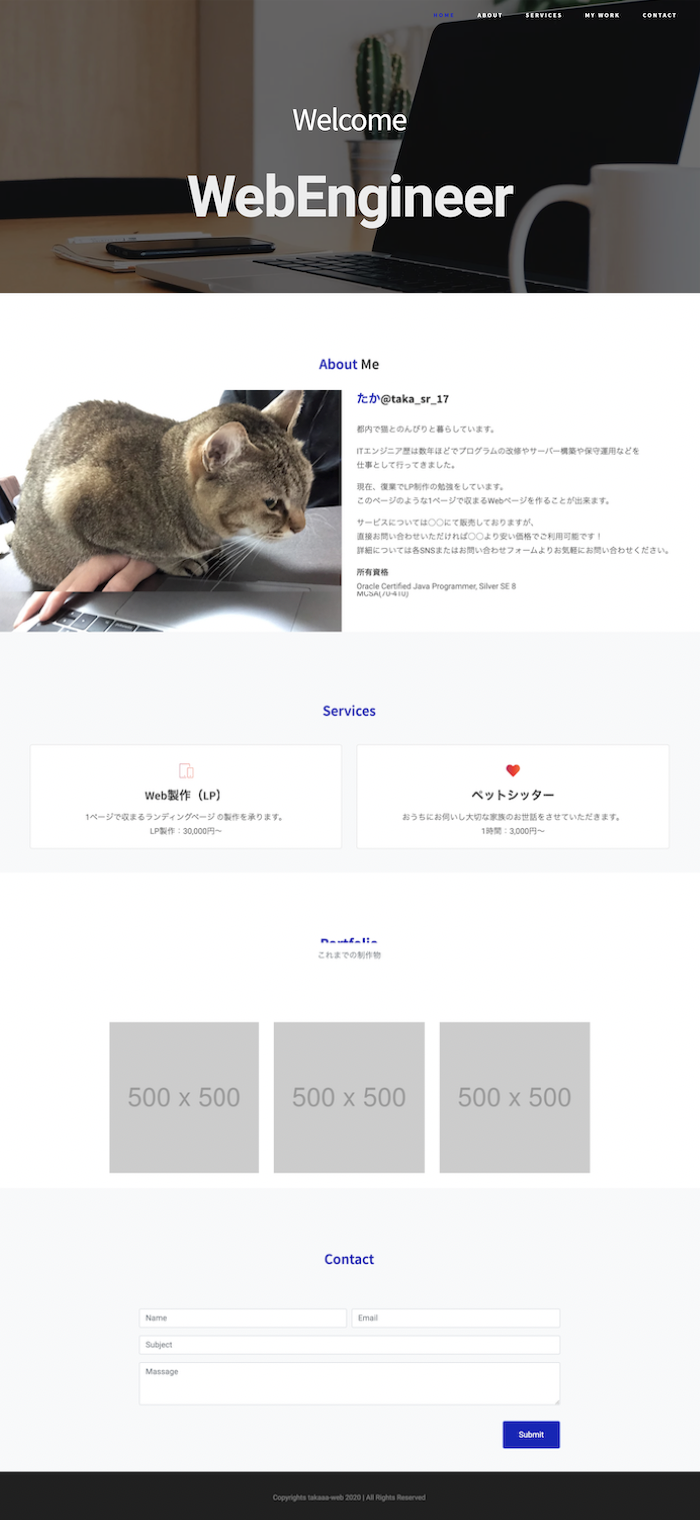 HOME ABOUT SERVICES MY WORK CONTACT
Welcome
WebEngineer
About Me
たか@taka_sr_17
都内で猫とのんびりと暮らしています。
ITエンジニア歴は数年ほどでプログラムの改修やサーバー構築や保守運用などを
仕事として行ってきました。
現在、復業でLP制作の勉強をしています。
このページのような1ページで収まるWebページを作ることが出来ます。
サービスについては〇〇にて販売しておりますが、
直接お問い合わせいただければ〇〇より安い価格でご利用可能です！
詳細については各SNSまたはお問い合わせフォームよりお気軽にお問い合わせください。
所有資格
Oracle Certified Java Programmer, Silver SE 8
MCSA(70-410)
Services
Web製作（LP）
1ページで収まるランディングページ の製作を承ります。
LP製作：30,000円〜
ペットシッター
おうちにお伺いし大切な家族のお世話をさせていただきます。
1時間：3,000円〜
Portfolio
これまでの制作物
500 x 500 500 x 500 500 x 500
Contact
Name Email
Subject
Massage
Submit
Copyrights takaaa-web 2020 | All Rights Reserved